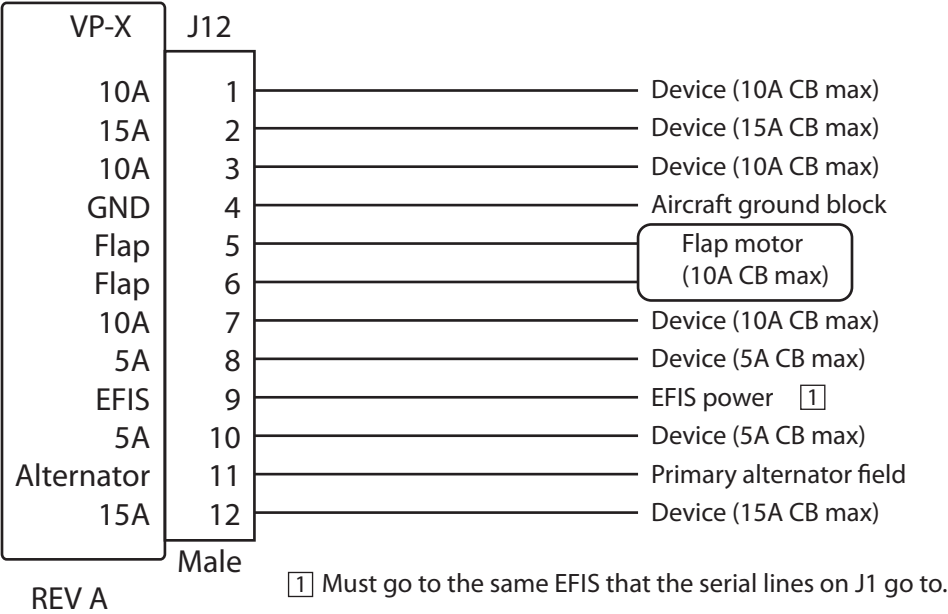 VP-X J12
10A 1 Device (10A CB max)
15A 2 Device (15A CB max)
10A 3 Device (10A CB max)
GND 4 Aircraft ground block
Flap 5 Flap motor
Flap 6 (10A CB max)
10A 7 Device (10A CB max)
5A 8 Device (5A CB max)
EFIS 9 EFIS power 1
5A 10 Device (5A CB max)
Alternator 11 Primary alternator field
15A 12 Device (15A CB max)
Male
1 Must go to the same EFIS that the serial lines on J1 go to.
REV A